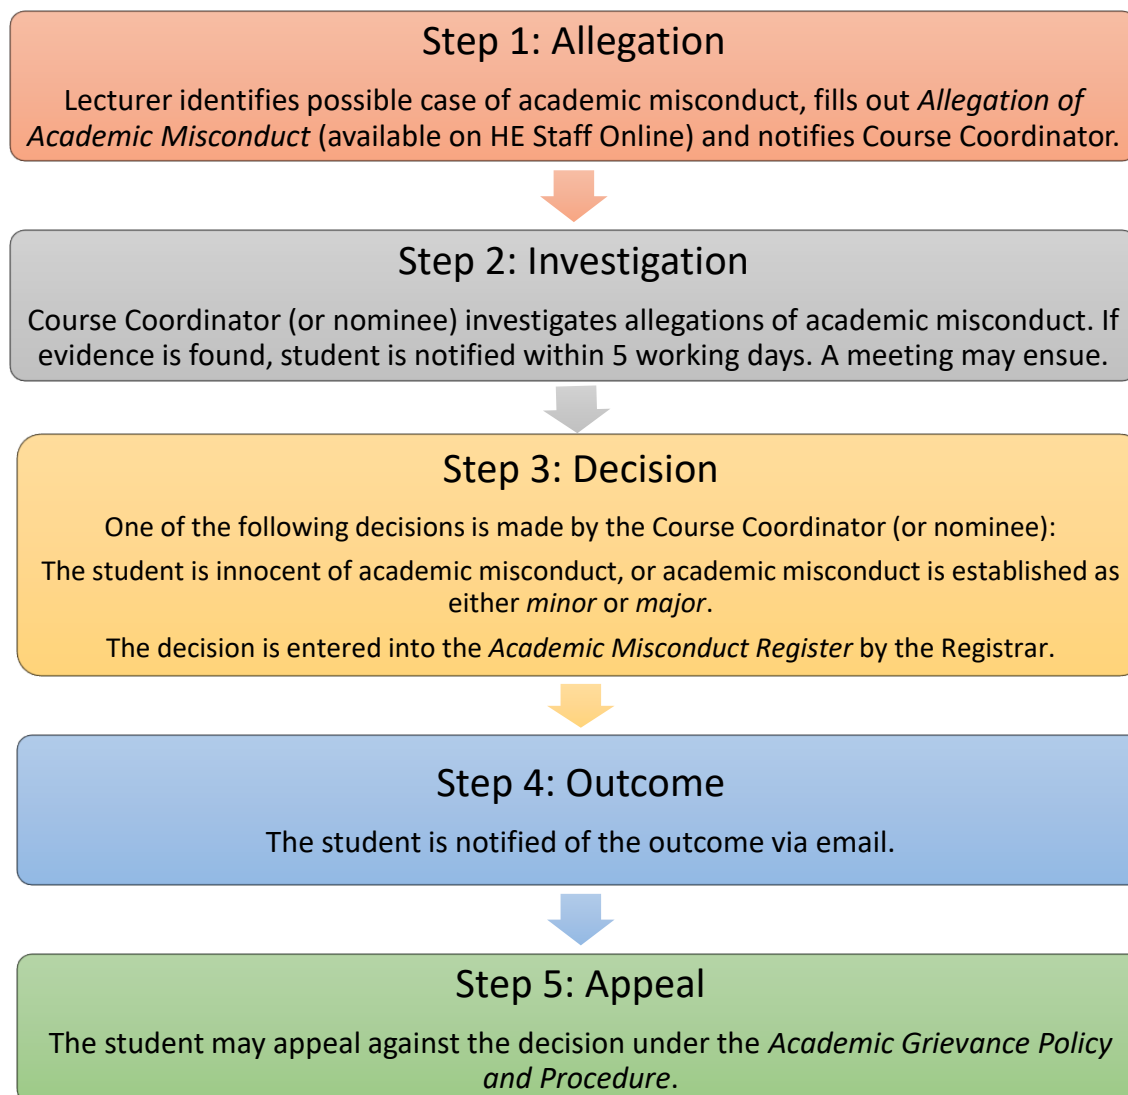 Step 1: Allegation
Lecturer identifies possible case of academic misconduct, fills out Allegation of
Academic Misconduct (available on HE Staff Online) and notifies Course Coordinator.
Step 2: Investigation
Course Coordinator (or nominee) investigates allegations of academic misconduct. If
evidence is found, student is notified within 5 working days. A meeting may ensue.
Step 3: Decision
One of the following decisions is made by the Course Coordinator (or nominee):
The student is innocent of academic misconduct, or academic misconduct is established as
either minor or major.
The decision is entered into the Academic Misconduct Register by the Registrar.
Step 4: Outcome
The student is notified of the outcome via email.
Step 5: Appeal
The student may appeal against the decision under the Academic Grievance Policy
and Procedure.